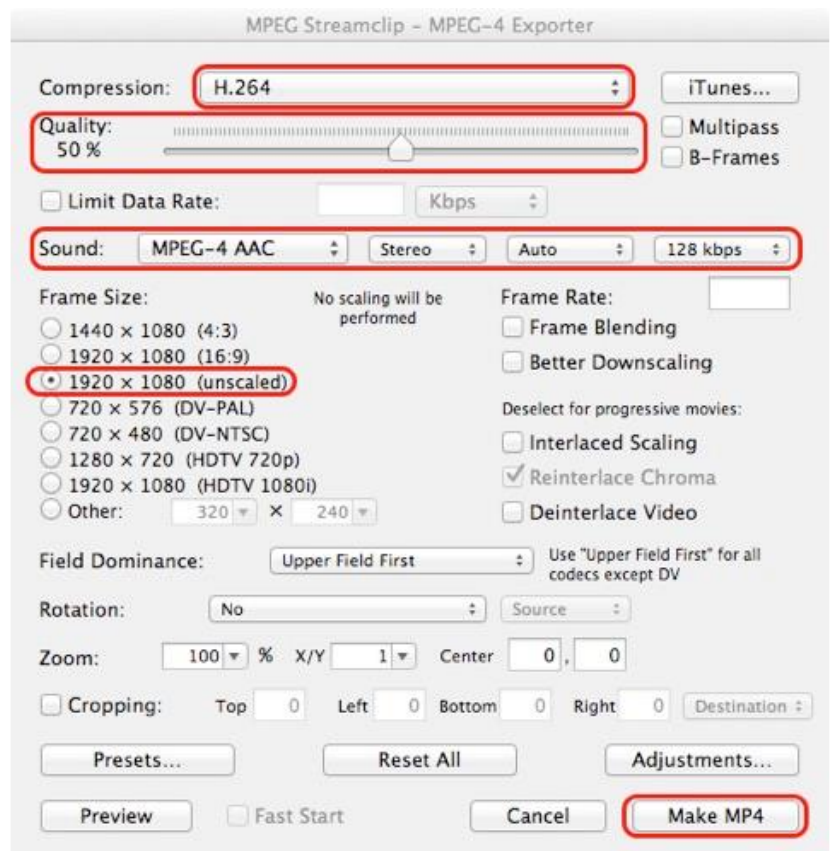 MPEG Streamclip - MPEG-4 Exporter
Compression: H.264 iTunes...
Quality: Multipass
50 % B-Frames
Limit Data Rate: Kbps
Sound: MPEG-4 AAC Stereo Auto 128 kbps
Frame Size: No scaling will be Frame Rate:
performed
1440 × 1080 (4:3) Frame Blending
1920 × 1080 (16:9) Better Downscaling
1920 × 1080 (unscaled)
720 × 576 (DV-PAL) Deselect for progressive movies:
720 × 480 (DV-NTSC) Interlaced Scaling
1280 × 720 (HDTV 720p) Reinterlace Chroma
1920 × 1080 (HDTV 1080i)
Other: 320 × 240 Deinterlace Video
Field Dominance: Upper Field First Use "Upper Field First" for all
codecs except DV
Rotation: No Source
Zoom: 100 % X/Y 1 Center 0 , 0
Cropping: Top 0 Left 0 Bottom 0 Right 0 Destination
Presets... Reset All Adjustments...
Preview Fast Start Cancel Make MP4